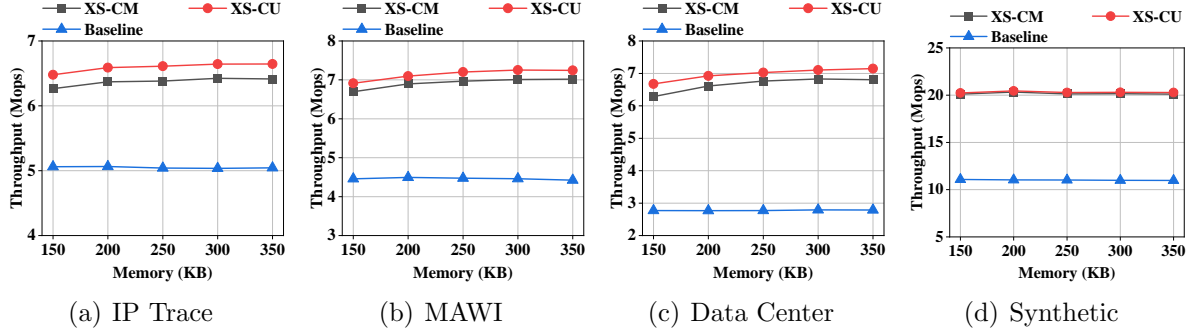 XS-CM XS-CU
Baseline
7
6
5
4
Throughput (Mops)
150 200 250 300 350
Memory (KB)
(a) IP Trace
XS-CM XS-CU
Baseline
8
7
6
5
4
3
Throughput (Mops)
150 200 250 300 350
Memory (KB)
(b) MAWI
XS-CM XS-CU
Baseline
8
7
6
5
4
3
2
Throughput (Mops)
150 200 250 300 350
Memory (KB)
(c) Data Center
XS-CM XS-CU
Baseline
25
20
15
10
5
Throughput (Mops)
150 200 250 300 350
Memory (KB)
(d) Synthetic